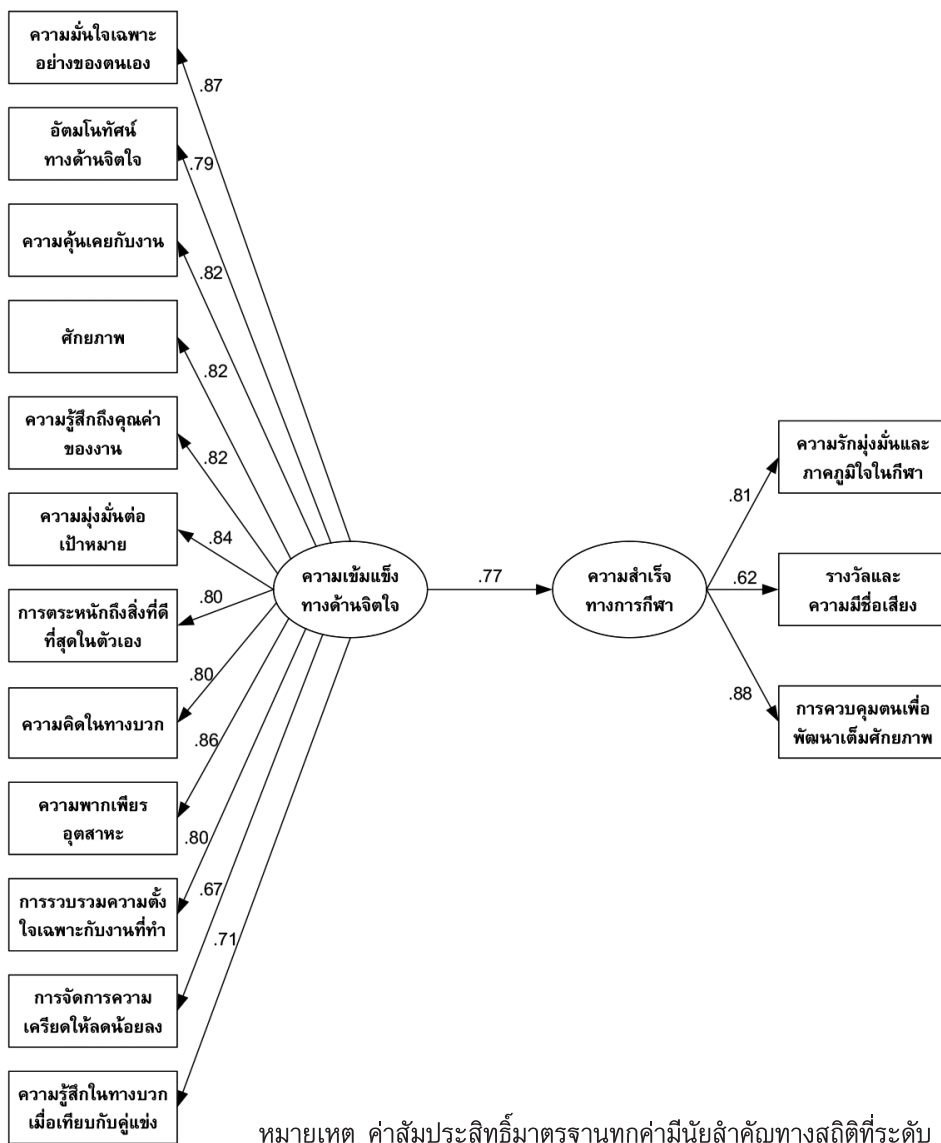 ความมั่นใจเฉพาะ
อย่างของตนเอง
.87
อัตมโนทัศน์
ทางด้านจิตใจ
.79
ความคุ้นเคยกับงาน
.82
ศักยภาพ
.82
ความรู้สึกถึงคุณค่า
ของงาน
.82
ความมุ่งมั่นต่อ
เป้าหมาย
.84
การตระหนักถึงสิ่งที่ดี
ที่สุดในตัวเอง
.80
ความคิดในทางบวก
.80
ความพากเพียร
อุตสาหะ
.86
การรวบรวมความตั้ง
ใจเฉพาะกับงานที่ทำ
.80
การจัดการความ
เครียดให้ลดน้อยลง
.67
ความรู้สึกในทางบวก
เมื่อเทียบกับคู่แข่ง
.71
ความเข้มแข็ง
ทางด้านจิตใจ
.77
ความสำเร็จ
ทางการกีฬา
.81
ความรักมุ่งมั่นและ
ภาคภูมิใจในกีฬา
.62
รางวัลและ
ความมีชื่อเสียง
.88
การควบคุมตนเพื่อ
พัฒนาเต็มศักยภาพ
หมายเหตุ ค่าสัมประสิทธิ์มาตรฐานทุกค่ามีนัยสำคัญทางสถิติที่ระดับ